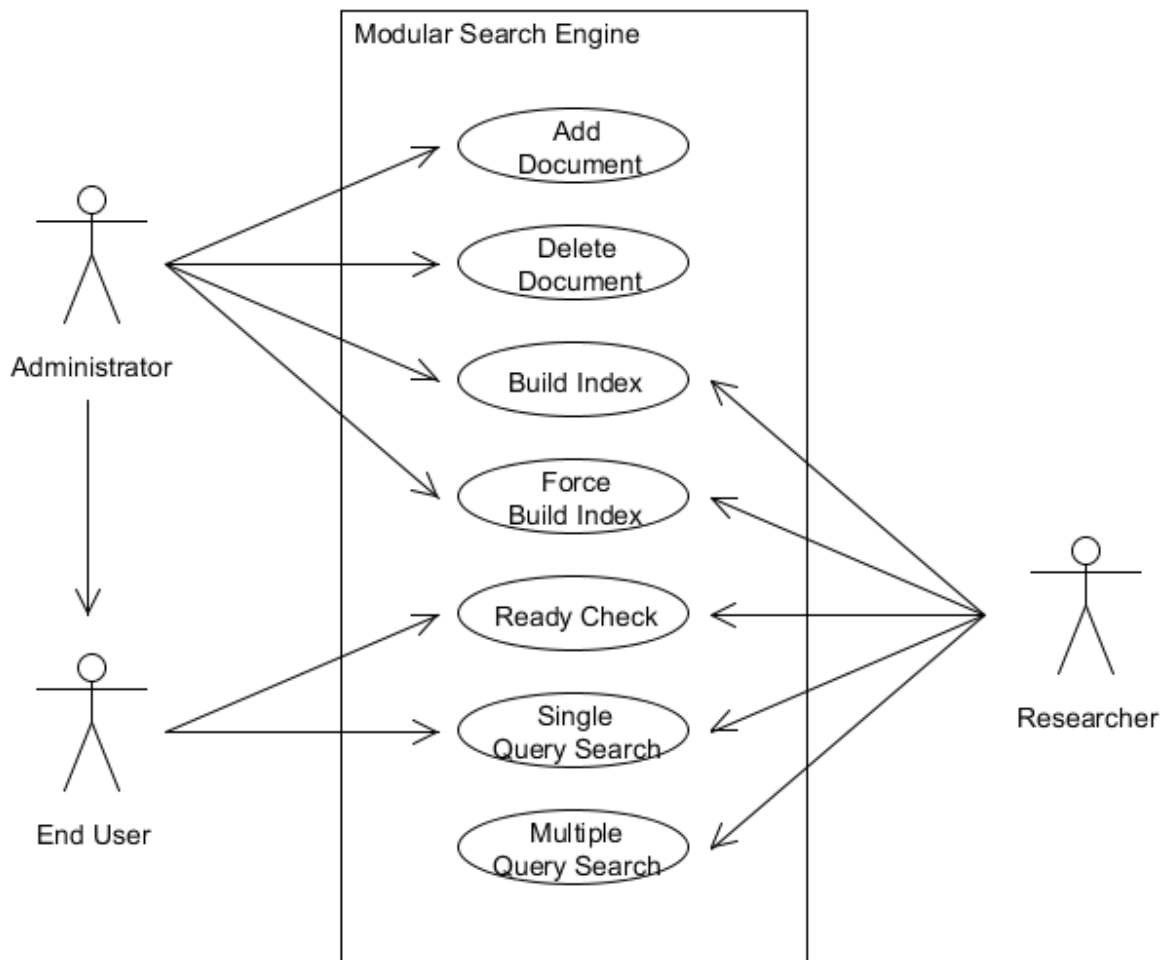 Modular Search Engine
Add
Document
Delete
Document
Administrator
Build Index
Force
Build Index
Ready Check
Researcher
Single
Query Search
End User
Multiple
Query Search